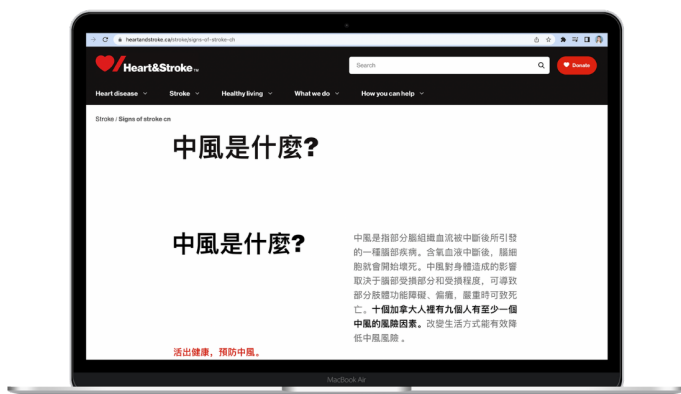 heartandstroke.ca/stroke/signs-of-stroke-ch
Heart&Stroke™
Search
Donate
Heart disease
Stroke
Healthy living
What we do
How you can help
Stroke / Signs of stroke cn
中風是什麼?
中風是什麼?
中風是指部分腦組織血流被中斷後所引發
的一種腦部疾病。含氧血液中斷後，腦細
胞就會開始壞死。中風對身體造成的影響
取決于腦部受損部分和受損程度，可導致
部分肢體功能障礙、偏癱，嚴重時可致死
亡。十個加拿大人裡有九個人有至少一個
中風的風險因素。改變生活方式能有效降
低中風風險 。
活出健康，預防中風。
MacBook Air